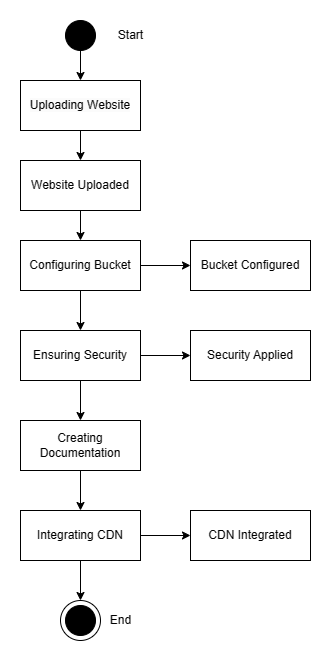 Start
Uploading Website
Website Uploaded
Configuring Bucket
Bucket Configured
Ensuring Security
Security Applied
Creating
Documentation
Integrating CDN
CDN Integrated
End